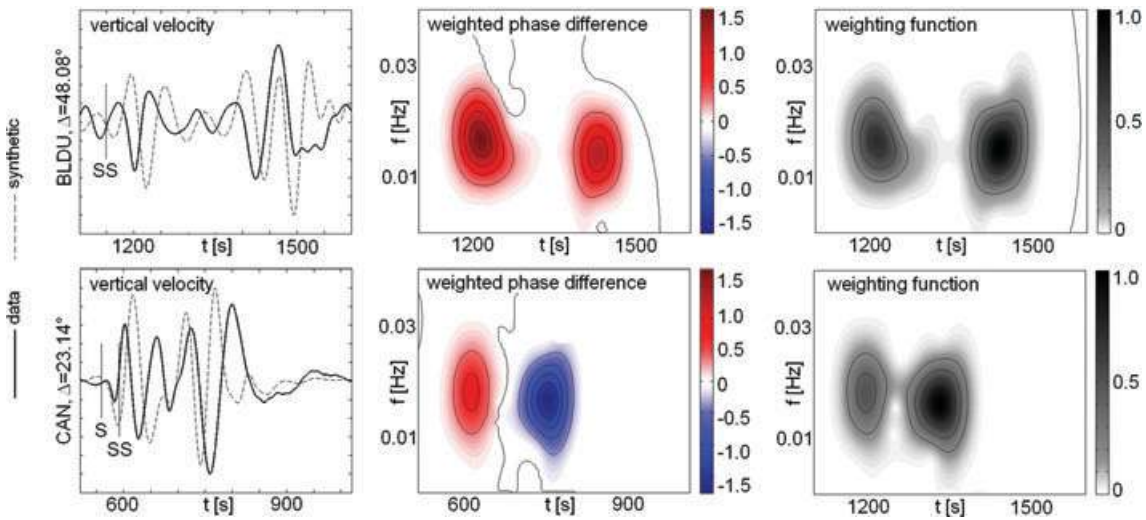 synthetic
data
BLDU, Δ=48.08°
vertical velocity
SS
1200 t [s] 1500
weighted phase difference
f [Hz]
0.03
0.01
1200 t [s] 1500
1.5
1.0
0.5
0
-0.5
-1.0
-1.5
weighting function
f [Hz]
0.03
0.01
1200 t [s] 1500
1.0
0.5
0
CAN, Δ=23.14°
vertical velocity
S
SS
600 t [s] 900
weighted phase difference
f [Hz]
0.03
0.01
600 t [s] 900
1.5
1.0
0.5
0
-0.5
-1.0
-1.5
weighting function
f [Hz]
0.03
0.01
1200 t [s] 1500
1.0
0.5
0